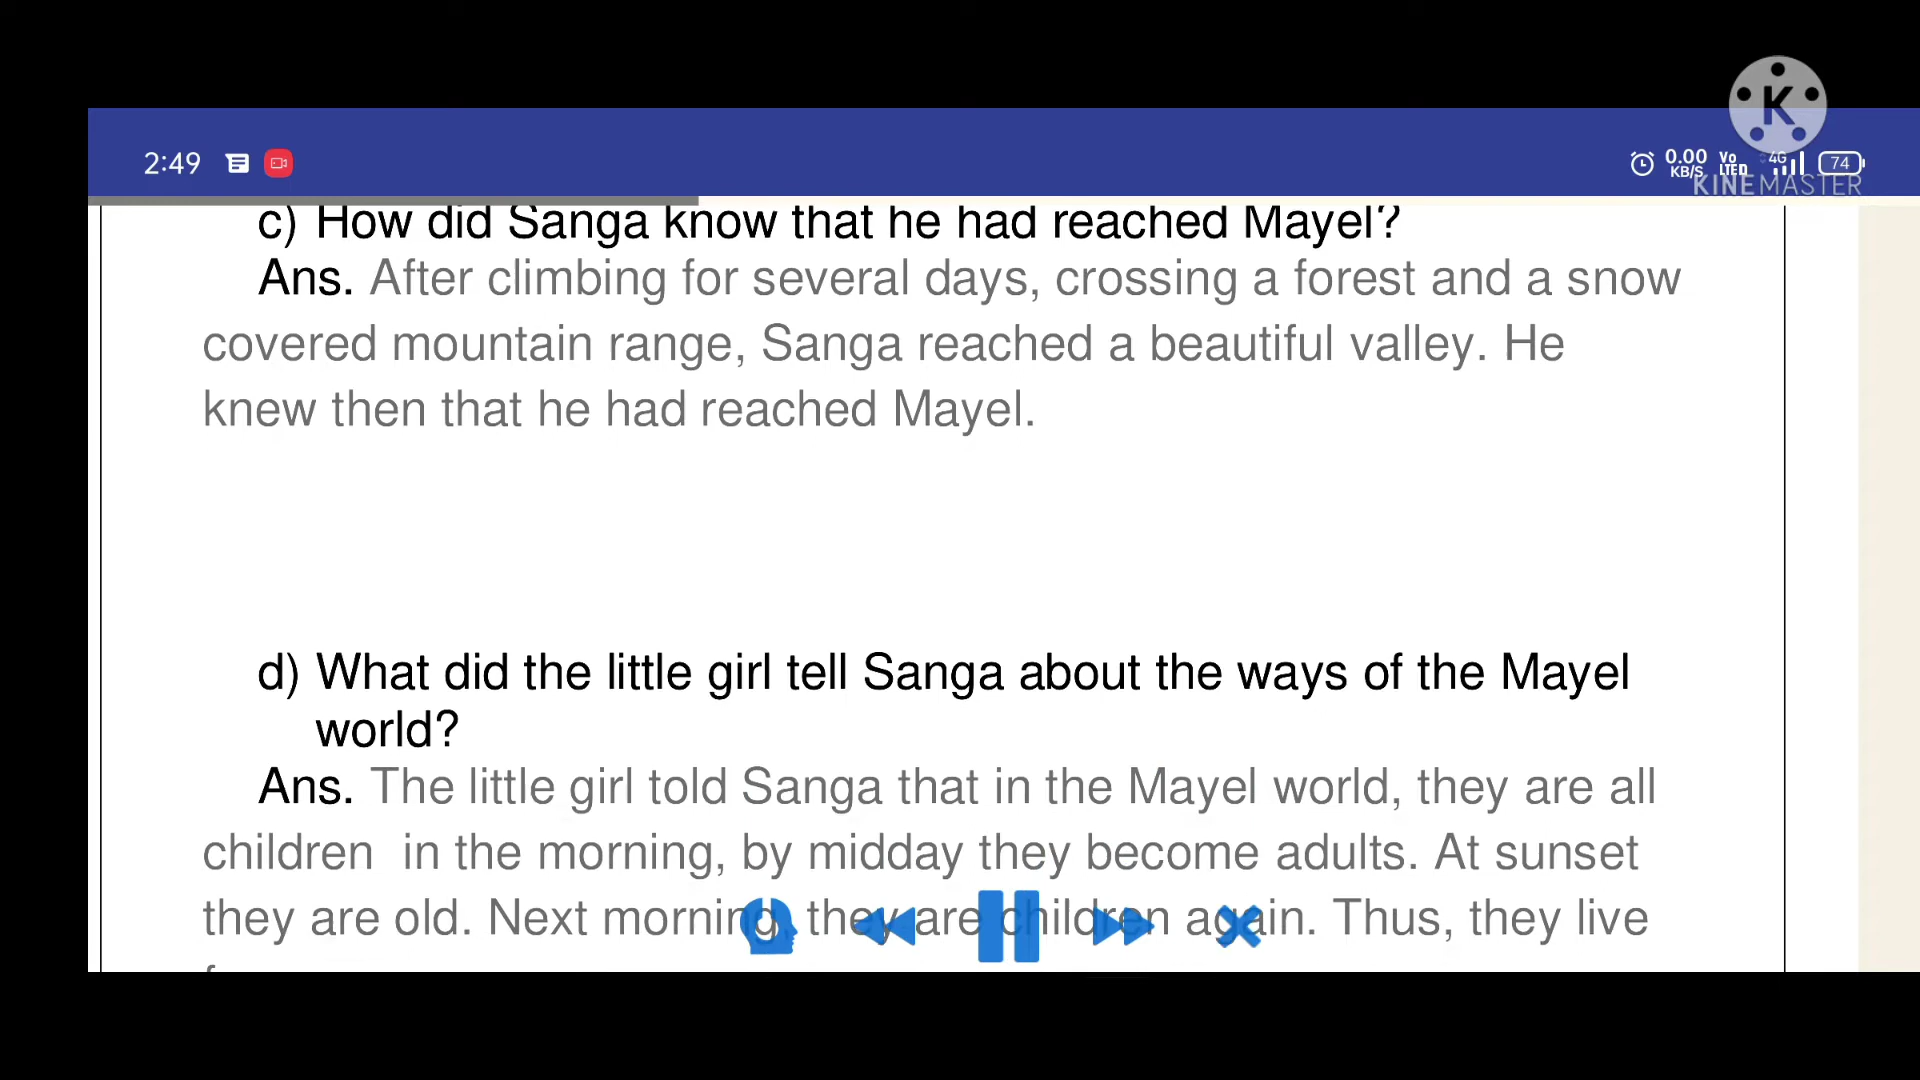 K
2:49
0.00 KB/S Vo LTED 4G 74
KINEMASTER
c) How did Sanga know that he had reached Mayel?
Ans. After climbing for several days, crossing a forest and a snow
covered mountain range, Sanga reached a beautiful valley. He
knew then that he had reached Mayel.
d) What did the little girl tell Sanga about the ways of the Mayel
world?
Ans. The little girl told Sanga that in the Mayel world, they are all
children in the morning, by midday they become adults. At sunset
they are old. Next morning, they are children again. Thus, they live